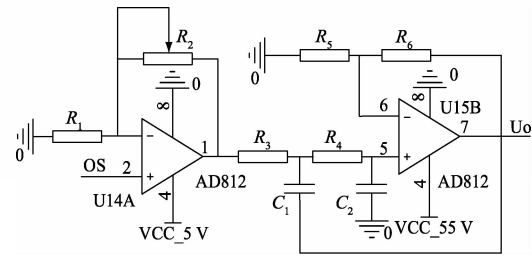 R2
R5
R6
0
0
0
8
8
U15B
R1
6
−
7
Uo
−
1
R3
R4
5
+
0
OS
2
+
AD812
AD812
U14A
4
C1
C2
4
0
VCC_5 V
VCC_55 V